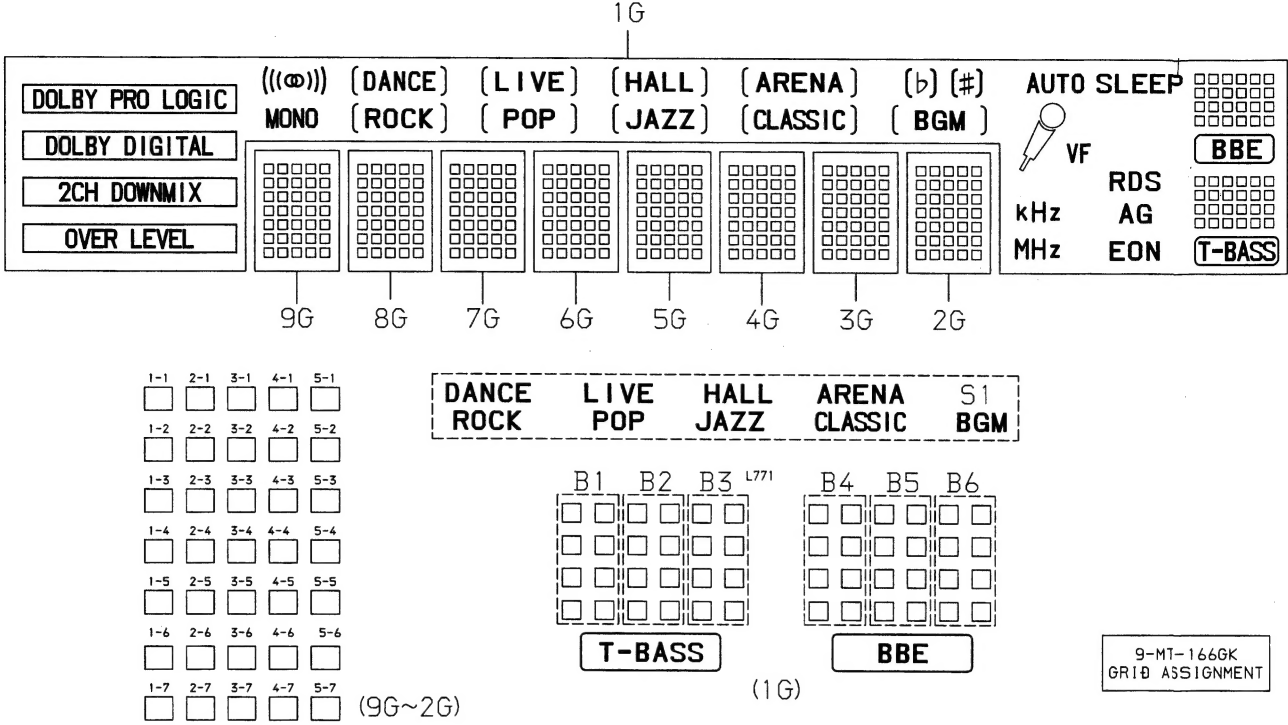 1G
DOLBY PRO LOGIC
DOLBY DIGITAL
2CH DOWNMIX
OVER LEVEL
MONO
DANCE LIVE HALL ARENA (♭) (♯)
ROCK POP JAZZ CLASSIC BGM
AUTO SLEEP
VF
BBE
RDS
kHz AG
MHz EON T-BASS
9G 8G 7G 6G 5G 4G 3G 2G
1-1 2-1 3-1 4-1 5-1
1-2 2-2 3-2 4-2 5-2
1-3 2-3 3-3 4-3 5-3
1-4 2-4 3-4 4-4 5-4
1-5 2-5 3-5 4-5 5-5
1-6 2-6 3-6 4-6 5-6
1-7 2-7 3-7 4-7 5-7
(9G~2G)
DANCE LIVE HALL ARENA S1
ROCK POP JAZZ CLASSIC BGM
B1 B2 B3 L771 B4 B5 B6
T-BASS BBE
(1G)
9-MT-166GK
GRID ASSIGNMENT